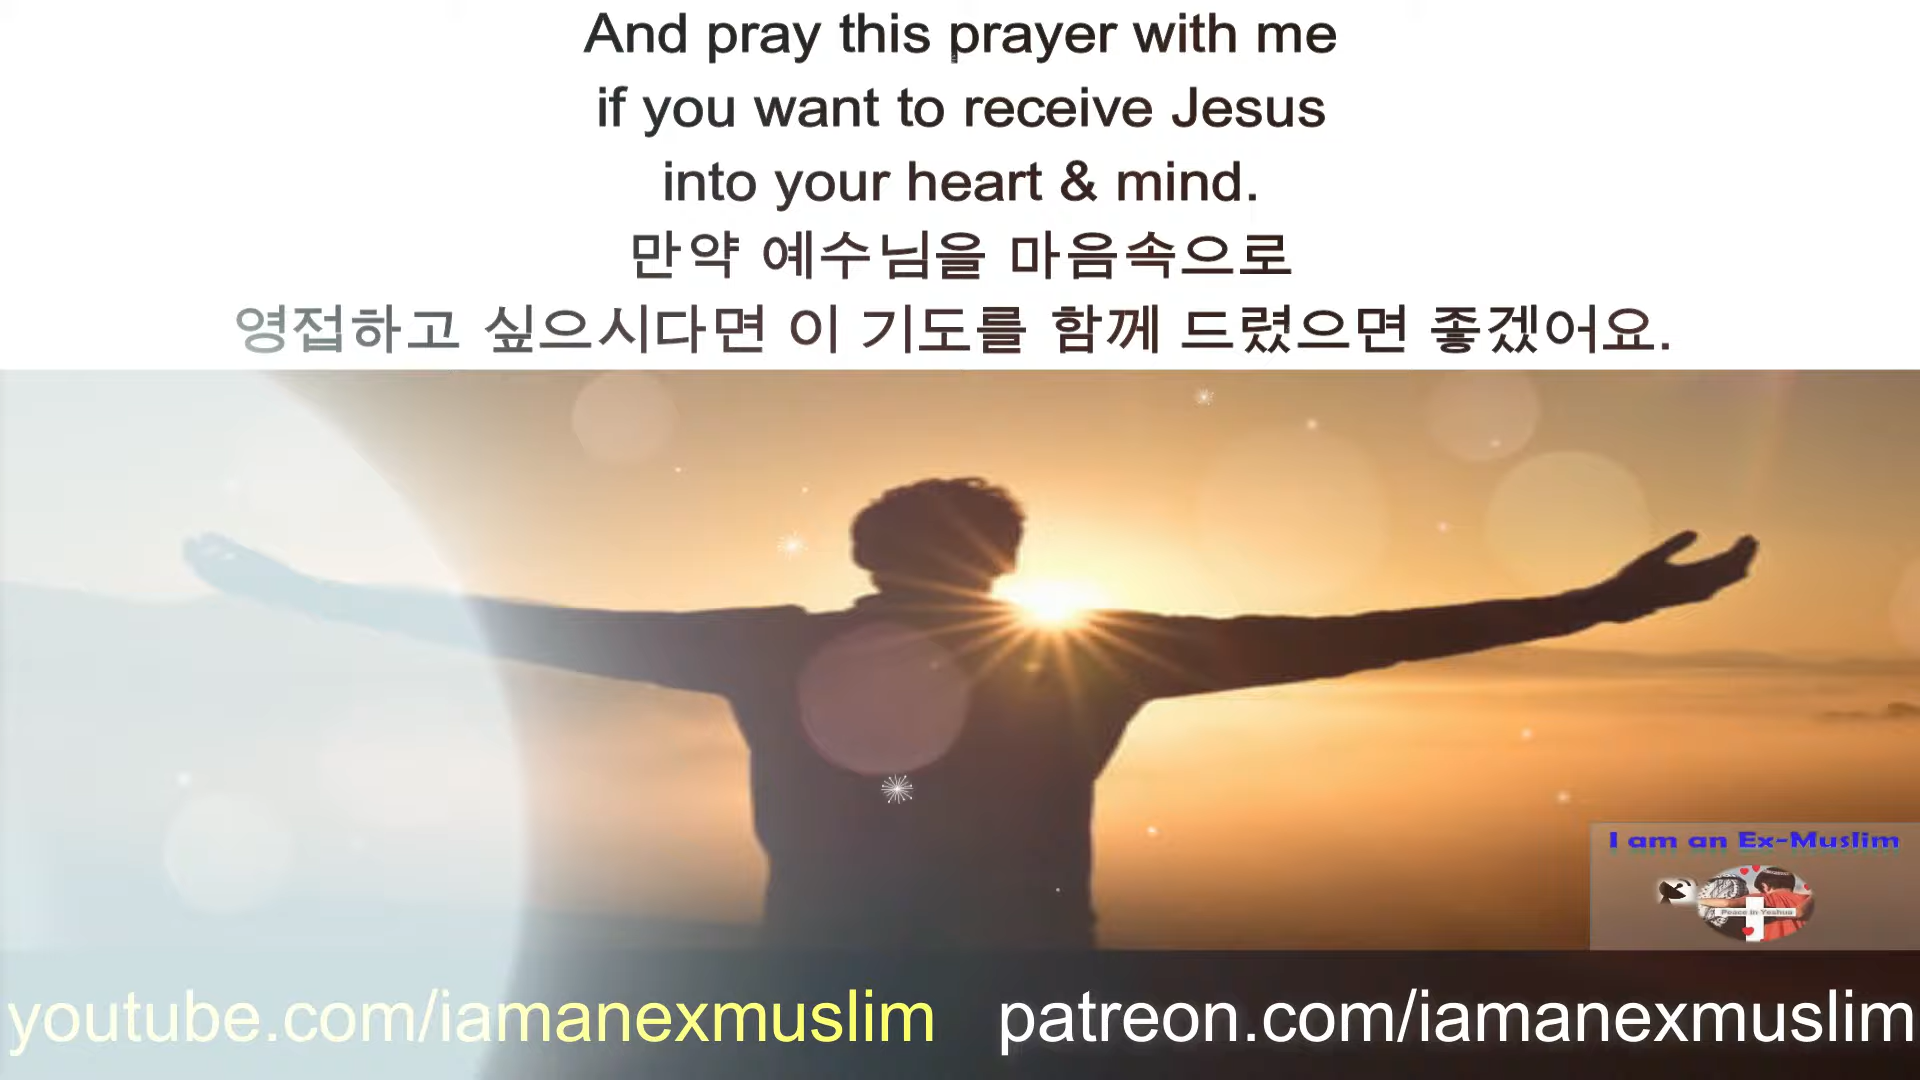 And pray this prayer with me
if you want to receive Jesus
into your heart & mind.
만약 예수님을 마음속으로
영접하고 싶으시다면 이 기도를 함께 드렸으면 좋겠어요.
I am an Ex-Muslim
Peace in Yeshua
youtube.com/iamanexmuslim
patreon.com/iamanexmuslim